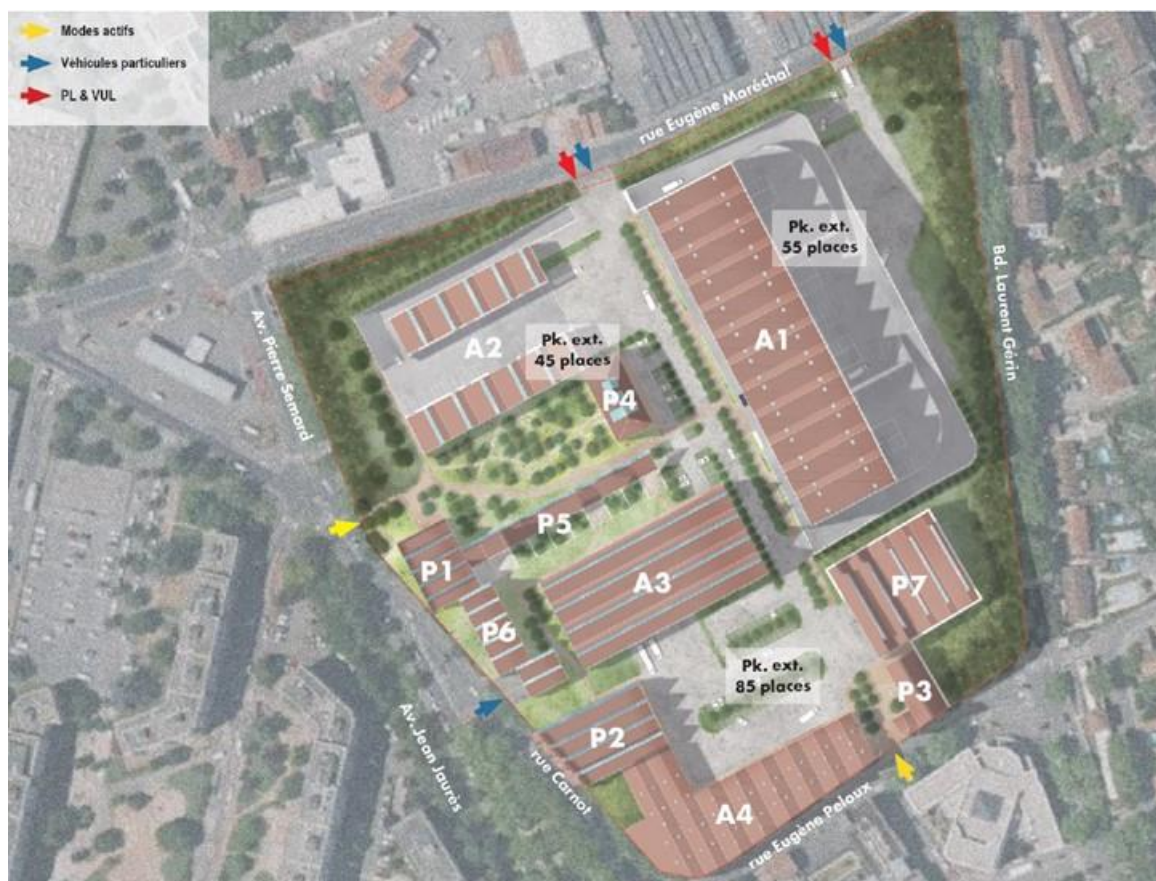 Modes actifs
Véhicules particuliers
PL & VUL
rue Eugène Maréchal
Pk. ext.
55 places
Bd. Laurent Gérin
Av. Pierre Semard
A2
Pk. ext.
45 places
A1
P4
P5
P1
A3
P7
P6
Pk. ext.
85 places
P3
Av. Jean Jaurès
rue Carnot
P2
A4
rue Eugène Peloux